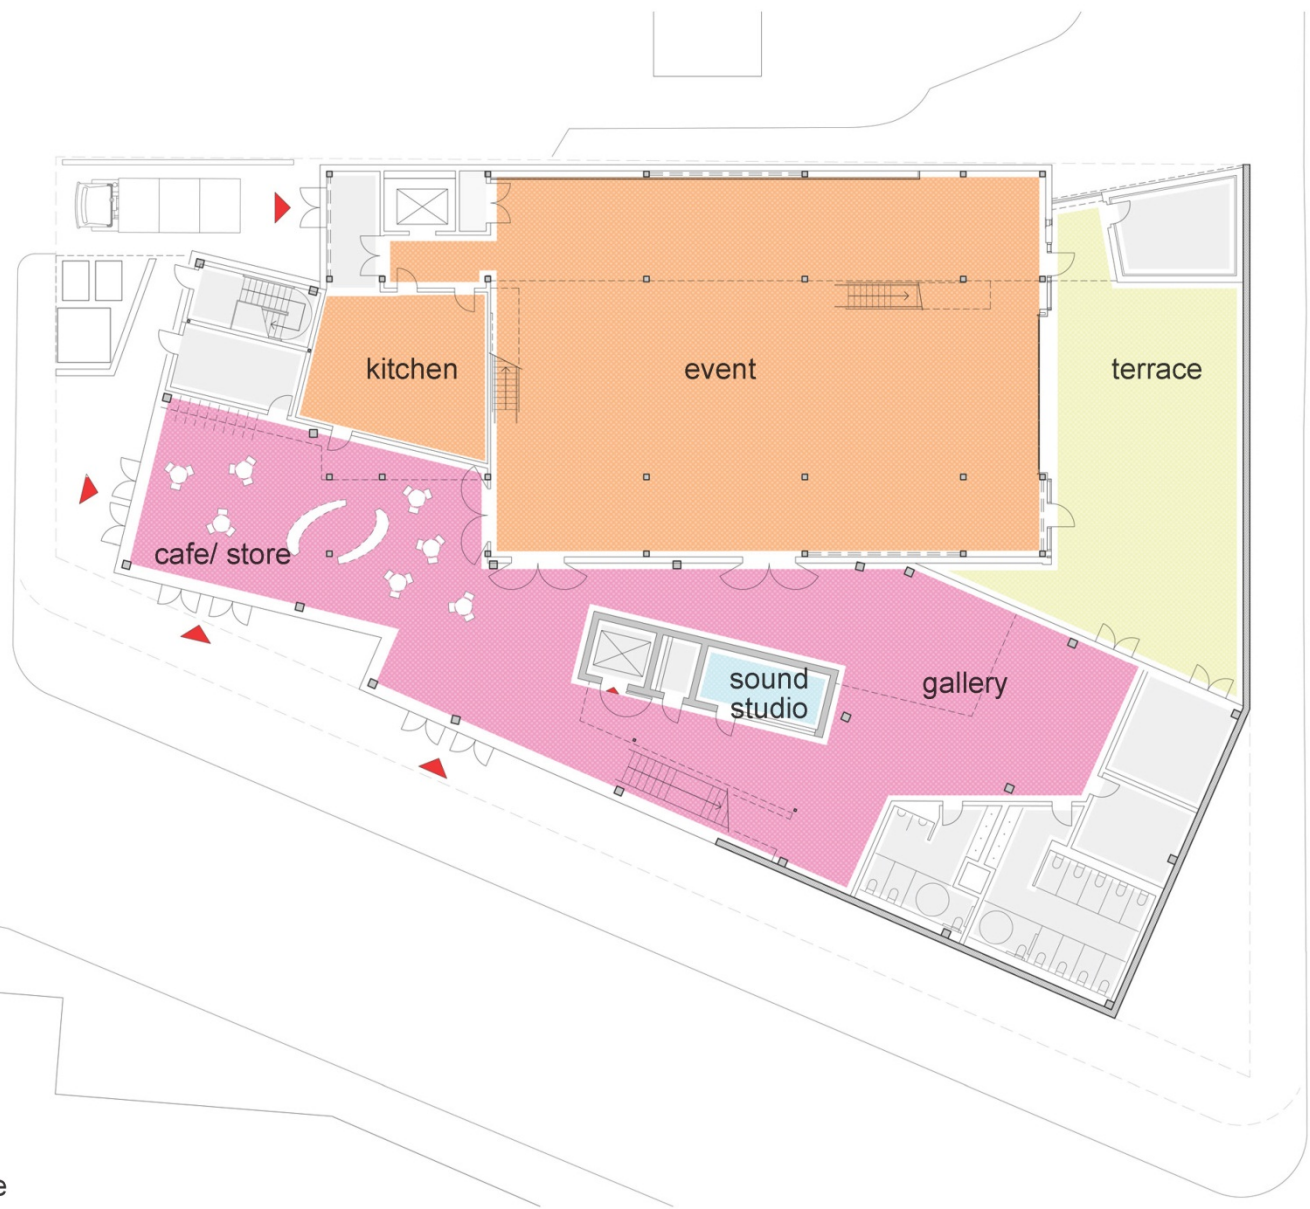 kitchen
event
terrace
cafe/ store
sound
studio
gallery
e